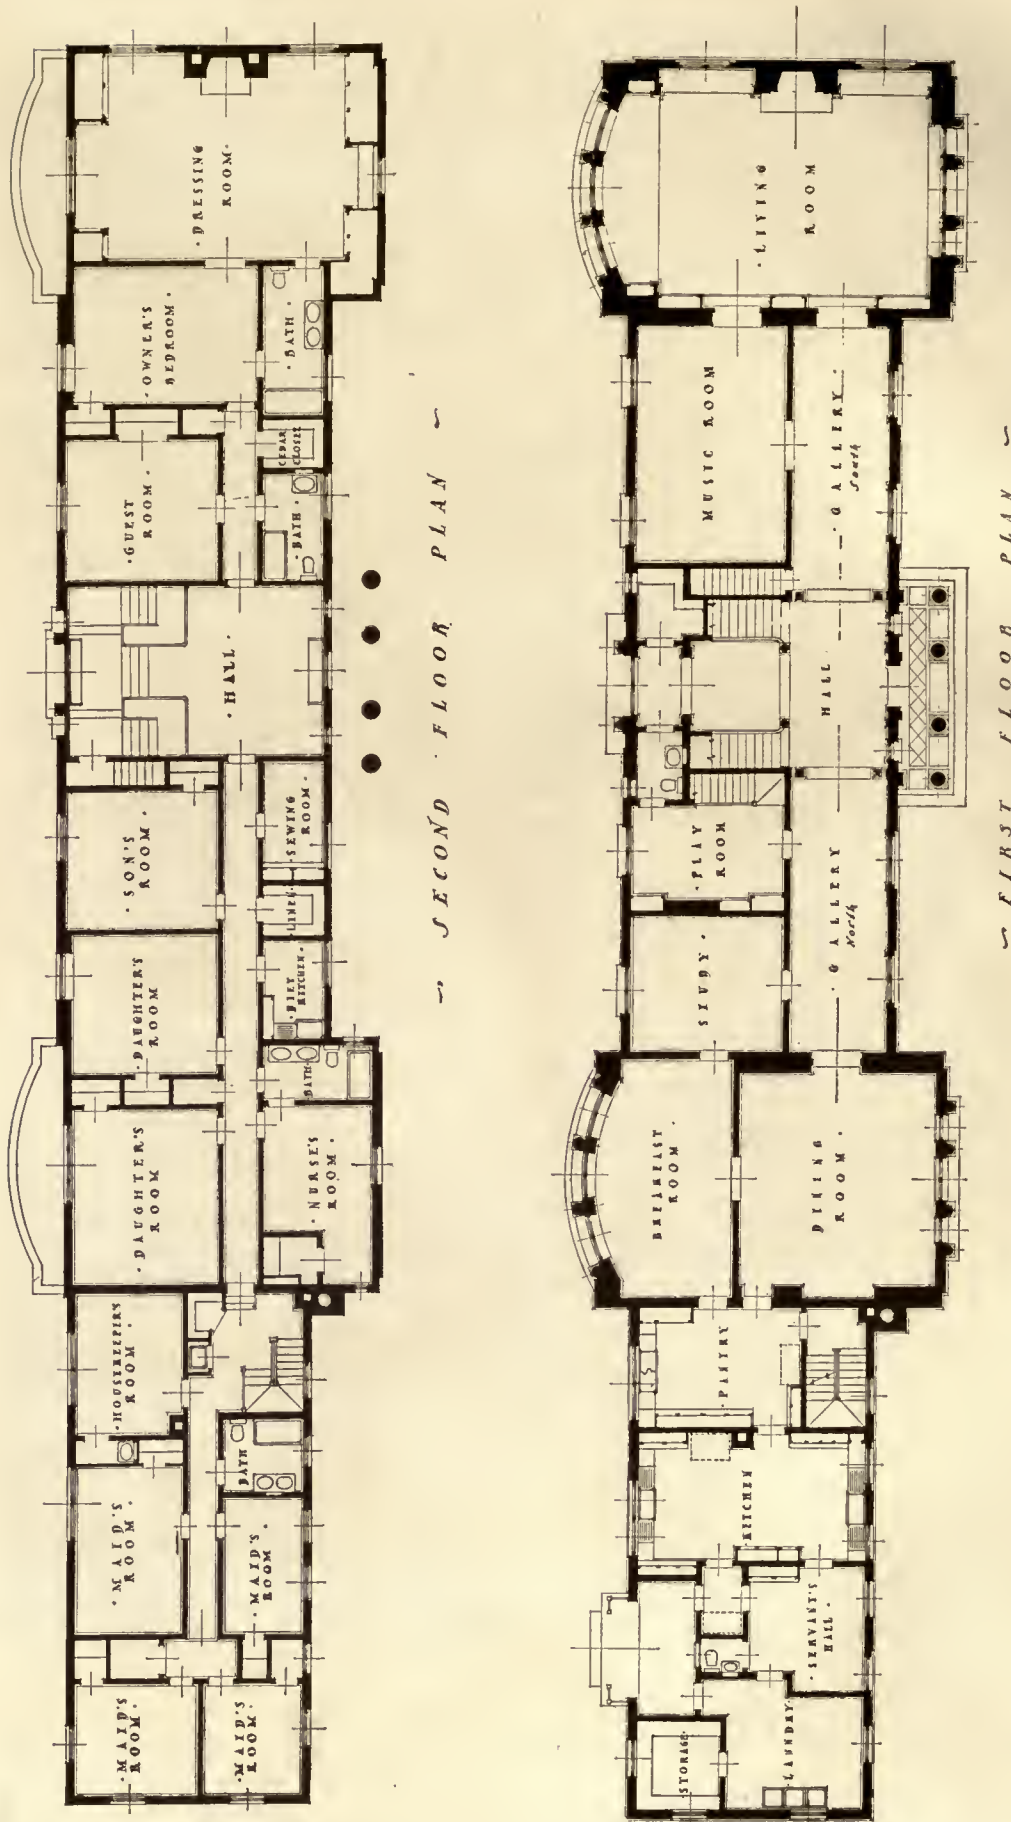 · DRESSING
ROOM ·
· OWNER'S
BEDROOM ·
· BATH ·
CEDAR
CLOSET
· GUEST
ROOM ·
· BATH ·
· HALL ·
· SEWING
ROOM ·
· SON'S
ROOM ·
· LINEN ·
· DIET
KITCHEN ·
· DAUGHTER'S
ROOM ·
· BATH ·
· DAUGHTER'S
ROOM ·
· NURSE'S
ROOM ·
· HOUSEKEEPER'S
ROOM ·
· BATH
· MAID'S
ROOM ·
· MAID'S
ROOM ·
· MAID'S
ROOM ·
· MAID'S
ROOM ·
~ SECOND · FLOOR PLAN ~
· LIVING
ROOM
MUSIC ROOM
· GALLERY ·
South
HALL
· PLAY
ROOM
· GALLERY
North
· STUDY ·
BREAKFAST
ROOM ·
DINING
ROOM ·
· PANTRY
· KITCHEN
· SERVANT'S
HALL ·
· LAUNDRY ·
· STORAGE ·
~ FIRST FLOOR PLAN ~